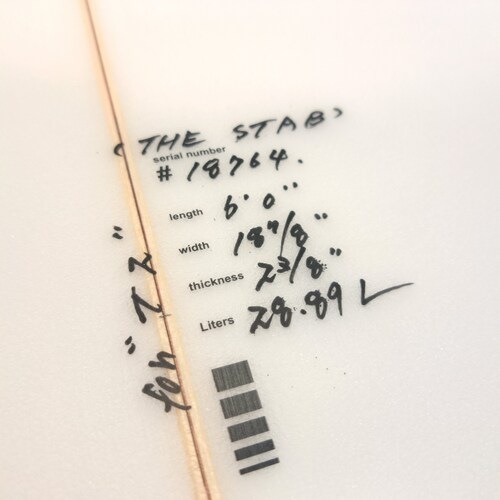 (THE STAB)
serial number
# 18764.
length 6'0"
width 18 7/8"
thickness 2 3/8"
Liters 28.89 L